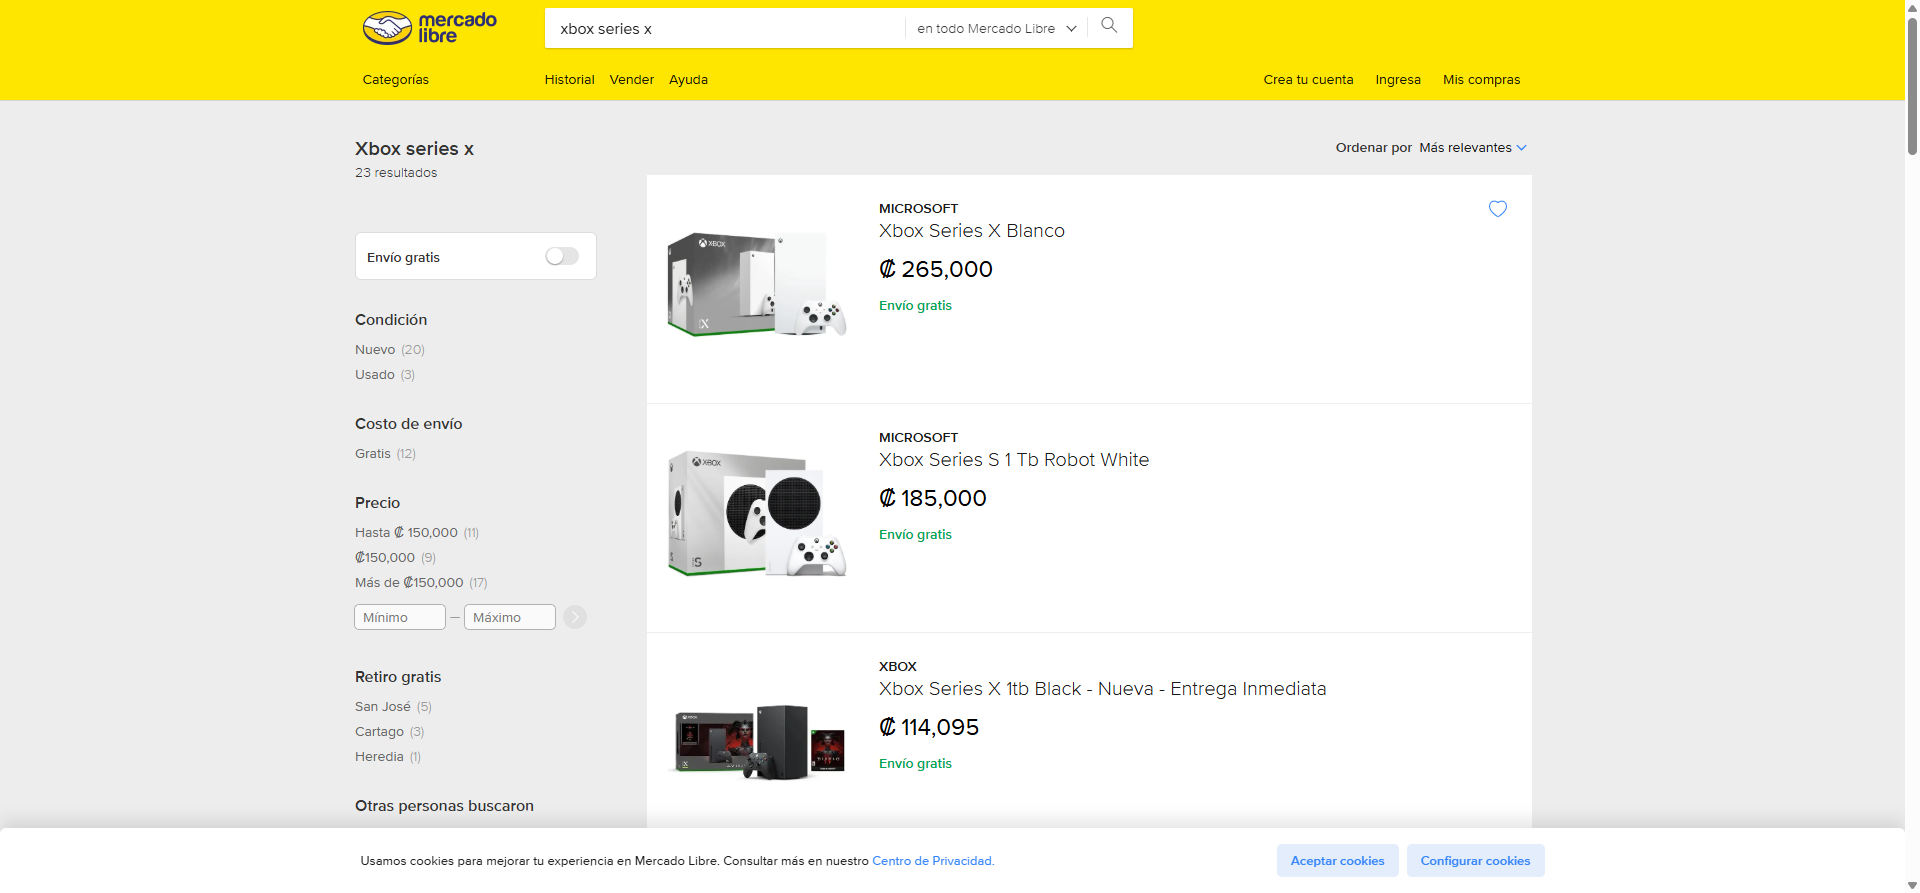 mercado
libre
xbox series x
en todo Mercado Libre
Categorías
Historial Vender Ayuda
Crea tu cuenta Ingresa Mis compras
Xbox series x
23 resultados
Ordenar por Más relevantes
Envío gratis
Condición
Nuevo (20)
Usado (3)
Costo de envío
Gratis (12)
Precio
Hasta ₡ 150,000 (11)
₡150,000 (9)
Más de ₡150,000 (17)
Mínimo — Máximo
Retiro gratis
San José (5)
Cartago (3)
Heredia (1)
Otras personas buscaron
MICROSOFT
Xbox Series X Blanco
₡ 265,000
Envío gratis
XBOX
X
MICROSOFT
Xbox Series S 1 Tb Robot White
₡ 185,000
Envío gratis
XBOX
S
XBOX
Xbox Series X 1tb Black - Nueva - Entrega Inmediata
₡ 114,095
Envío gratis
XBOX
DIABLO
Usamos cookies para mejorar tu experiencia en Mercado Libre. Consultar más en nuestro Centro de Privacidad.
Aceptar cookies
Configurar cookies